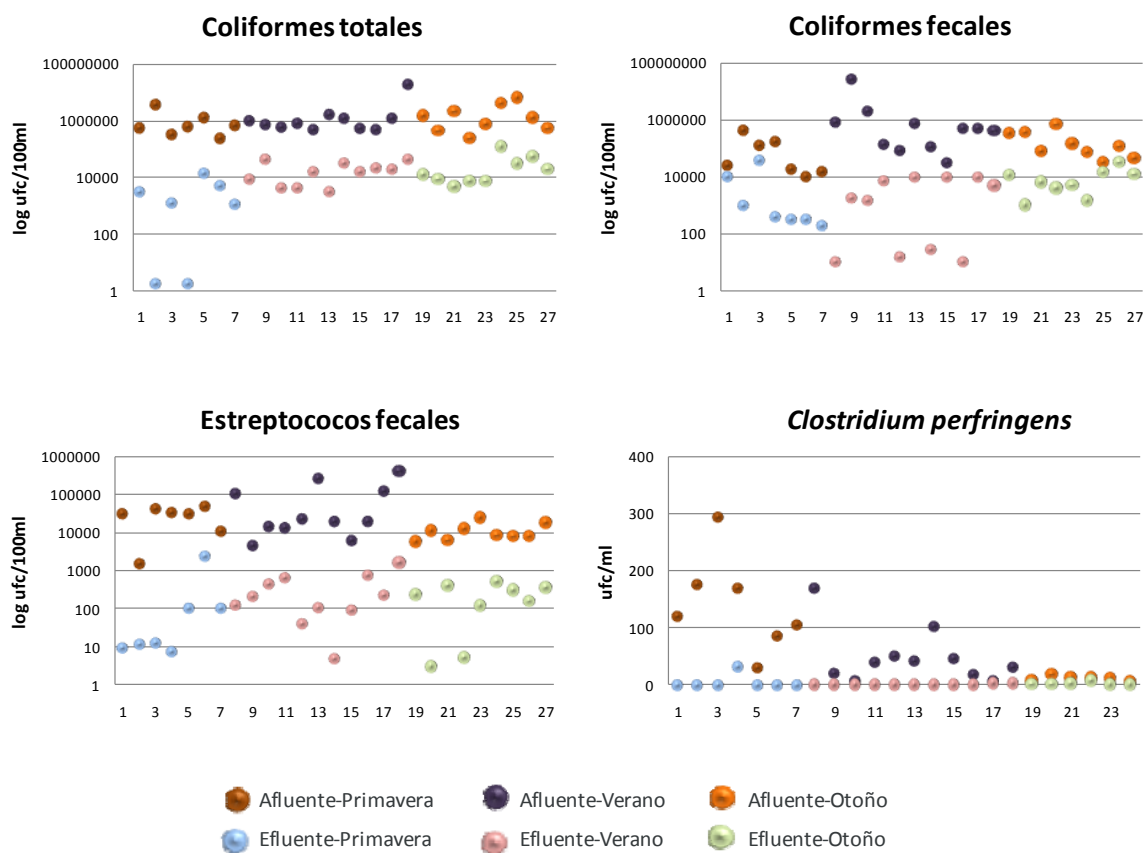 Coliformes totales
log ufc/100ml
100000000
1000000
10000
100
1
1 3 5 7 9 11 13 15 17 19 21 23 25 27
Coliformes fecales
log ufc/100ml
100000000
1000000
10000
100
1
1 3 5 7 9 11 13 15 17 19 21 23 25 27
Estreptococos fecales
log ufc/100ml
1000000
100000
10000
1000
100
10
1
1 3 5 7 9 11 13 15 17 19 21 23 25 27
Clostridium perfringens
ufc/ml
400
300
200
100
0
1 3 5 7 9 11 13 15 17 19 21 23
Afluente-Primavera
Afluente-Verano
Afluente-Otoño
Efluente-Primavera
Efluente-Verano
Efluente-Otoño